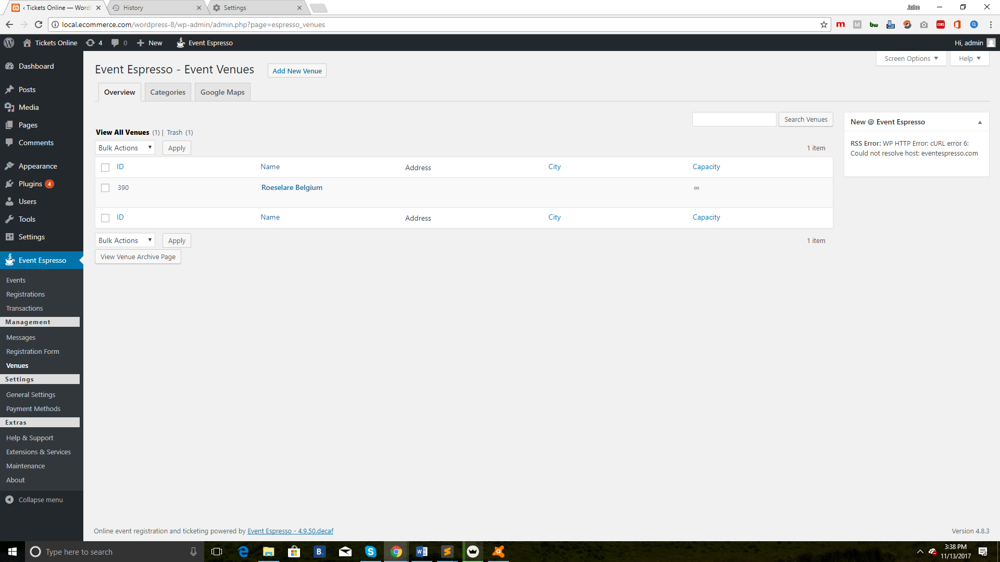 ‹ Tickets Online — Word
History
Settings
John
local.ecommerce.com/wordpress-8/wp-admin/admin.php?page=espresso_venues
m
M
bw
CORS
Tickets Online
4
0
New
Event Espresso
Hi, admin
Dashboard
Posts
Media
Pages
Comments
Appearance
Plugins 4
Users
Tools
Settings
Event Espresso
Events
Registrations
Transactions
Management
Messages
Registration Form
Venues
Settings
General Settings
Payment Methods
Extras
Help & Support
Extensions & Services
Maintenance
About
Collapse menu
Screen Options
Help
Event Espresso - Event Venues
Add New Venue
Overview
Categories
Google Maps
Search Venues
View All Venues (1) | Trash (1)
Bulk Actions
Apply
1 item
ID Name Address City Capacity
390 Roeselare Belgium ∞
ID Name Address City Capacity
Bulk Actions
Apply
1 item
View Venue Archive Page
New @ Event Espresso
RSS Error: WP HTTP Error: cURL error 6:
Could not resolve host: eventespresso.com
Online event registration and ticketing powered by Event Espresso - 4.9.50.decaf
Version 4.8.3
Type here to search
B.
3:38 PM
11/13/2017